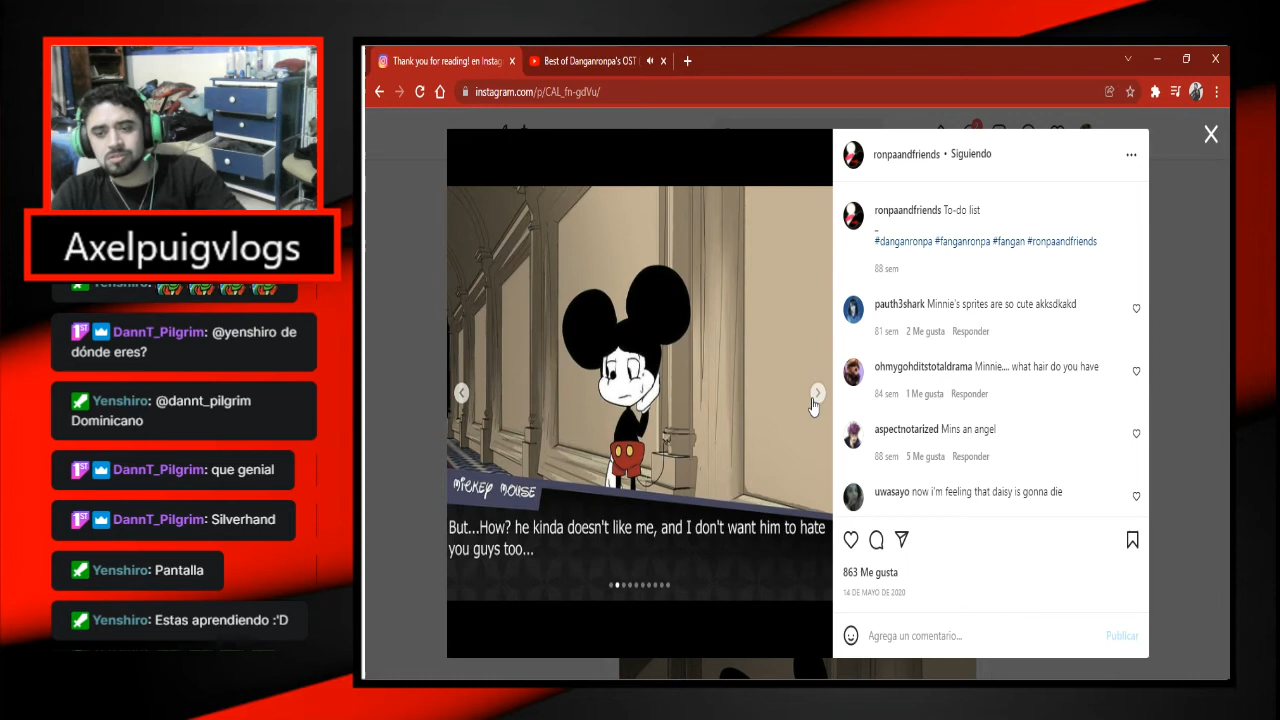 Axelpuigvlogs
Yenshiro:
DannT_Pilgrim: @yenshiro de
dónde eres?
Yenshiro: @dannt_pilgrim
Dominicano
DannT_Pilgrim: que genial
DannT_Pilgrim: Silverhand
Yenshiro: Pantalla
Yenshiro: Estas aprendiendo :'D
Thank you for reading! en Instag
Best of Danganronpa's OST
instagram.com/p/CAL_fn-gdVu/
MICKEY MOUSE
But...How? he kinda doesn't like me, and I don't want him to hate
you guys too...
ronpaandfriends • Siguiendo
ronpaandfriends To-do list
_
#danganronpa #fanganronpa #fangan #ronpaandfriends
88 sem
pauth3shark Minnie's sprites are so cute akksdkakd
81 sem 2 Me gusta Responder
ohmygohditstotaldrama Minnie.... what hair do you have
84 sem 1 Me gusta Responder
aspectnotarized Mins an angel
88 sem 5 Me gusta Responder
uwasayo now i'm feeling that daisy is gonna die
863 Me gusta
14 DE MAYO DE 2020
Agrega un comentario...
Publicar